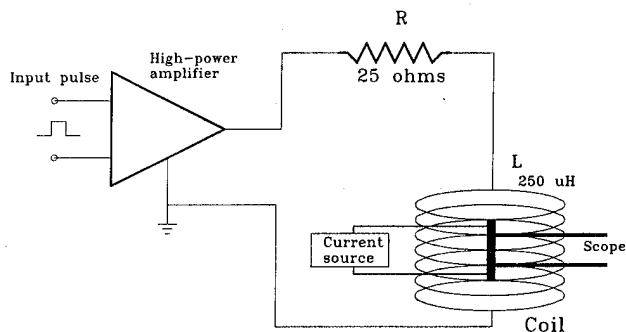 R
High-power
amplifier
Input pulse
25 ohms
L
250 uH
Current
source
Scope
Coil